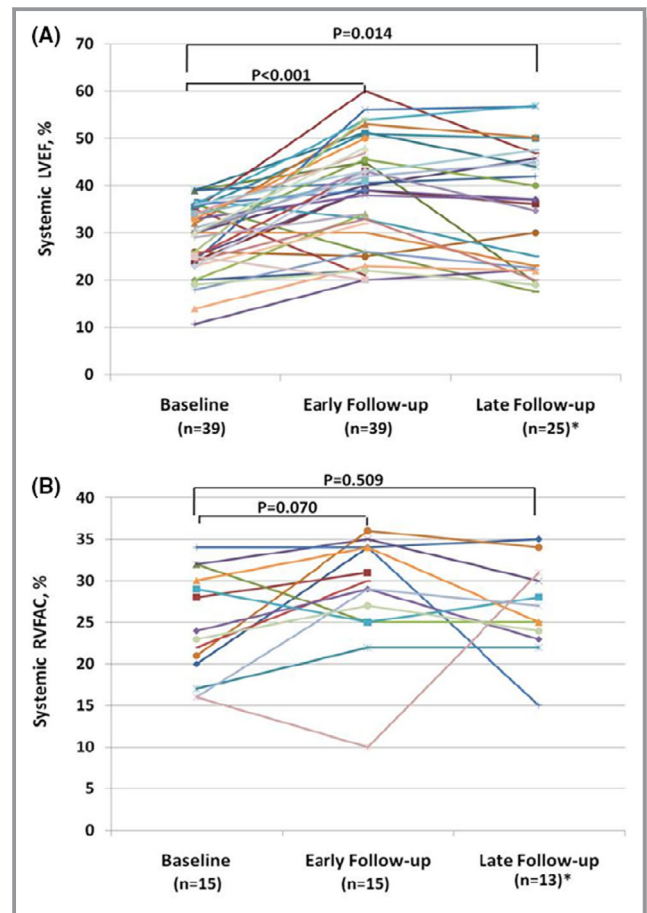 (A)
70
P=0.014
60
P<0.001
50
40
30
20
10
0
Systemic LVEF, %
Baseline Early Follow-up Late Follow-up
(n=39) (n=39) (n=25)*
(B)
40
P=0.509
P=0.070
35
30
25
20
15
10
5
0
Systemic RVFAC, %
Baseline Early Follow-up Late Follow-up
(n=15) (n=15) (n=13)*